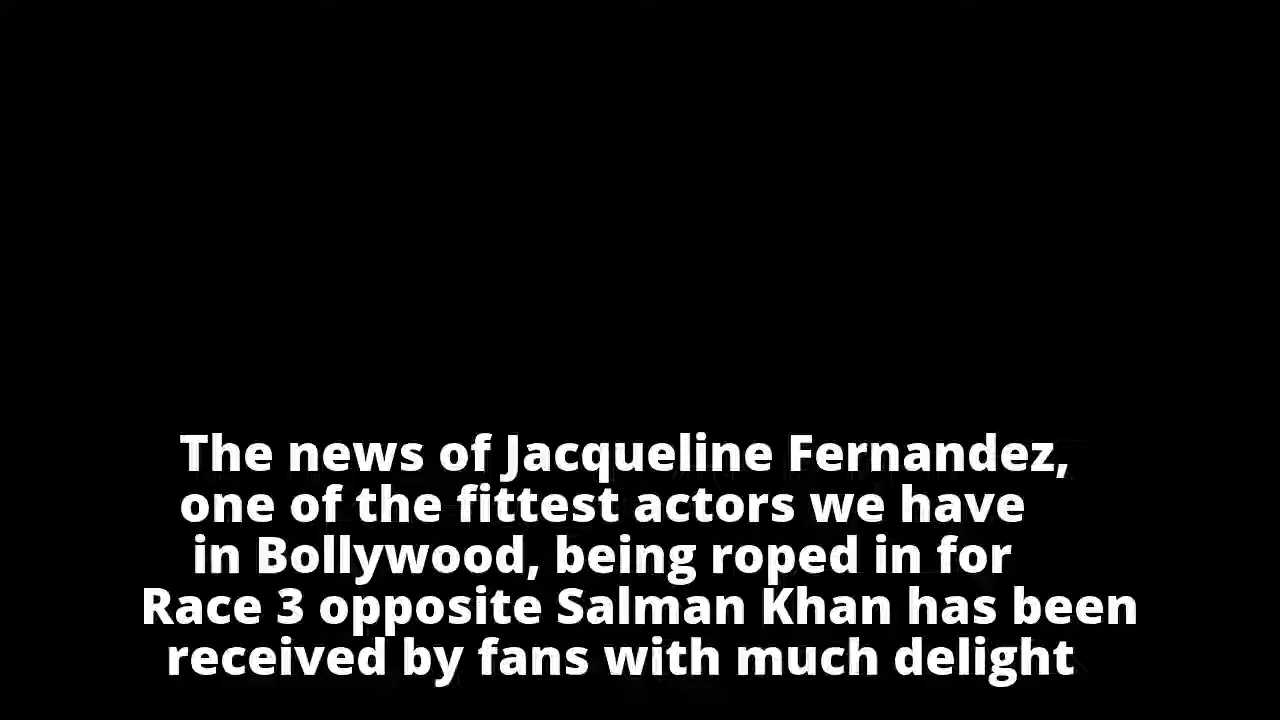 The news of Jacqueline Fernandez,
one of the fittest actors we have
in Bollywood, being roped in for
Race 3 opposite Salman Khan has been
received by fans with much delight